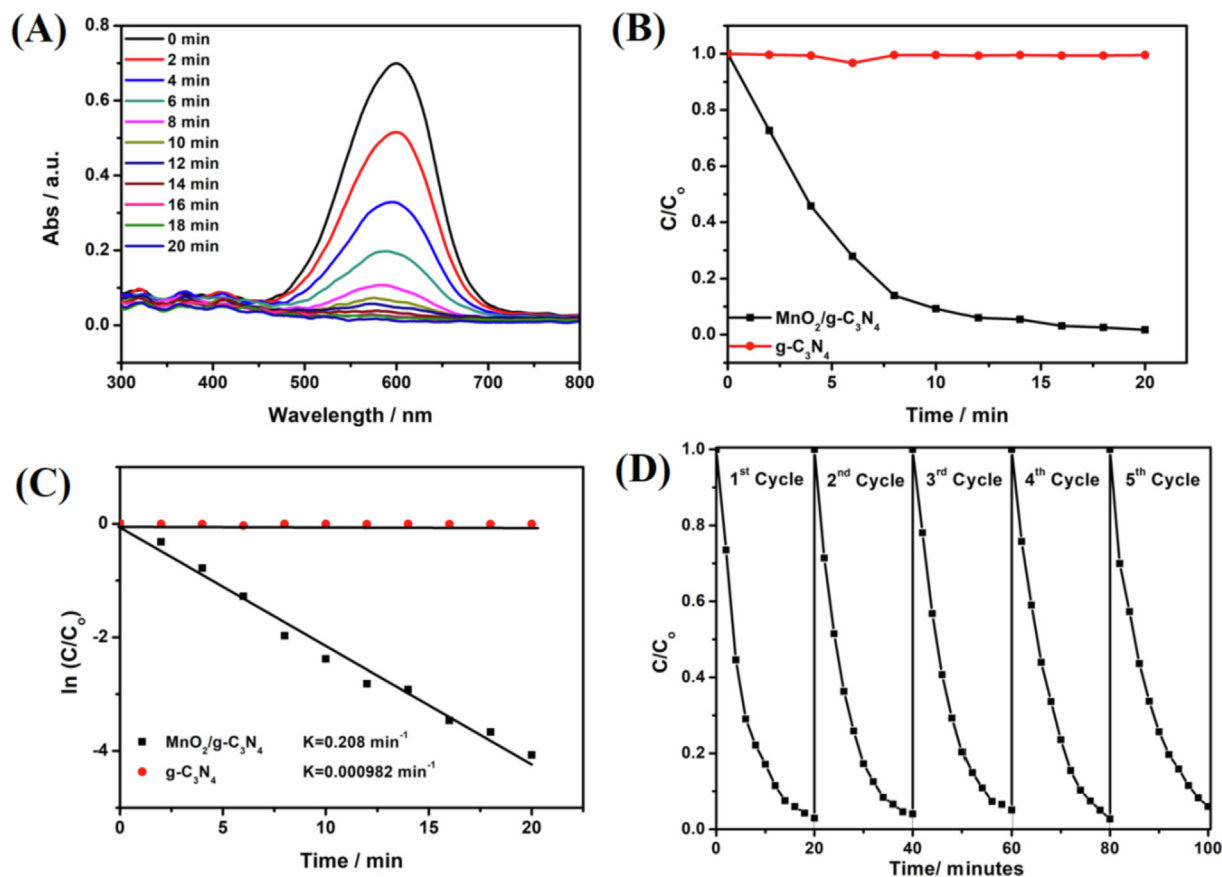 (A)
0.8
0.6
0.4
0.2
0.0
Abs / a.u.
0 min
2 min
4 min
6 min
8 min
10 min
12 min
14 min
16 min
18 min
20 min
300 400 500 600 700 800
Wavelength / nm
(B)
1.0
0.8
0.6
0.4
0.2
0.0
C/Co
MnO2/g-C3N4
g-C3N4
0 5 10 15 20
Time / min
(C)
0
-2
-4
ln (C/Co)
MnO2/g-C3N4 K=0.208 min-1
g-C3N4 K=0.000982 min-1
0 5 10 15 20
Time / min
(D)
1.0
0.8
0.6
0.4
0.2
0.0
C/Co
1st Cycle 2nd Cycle 3rd Cycle 4th Cycle 5th Cycle
0 20 40 60 80 100
Time/ minutes